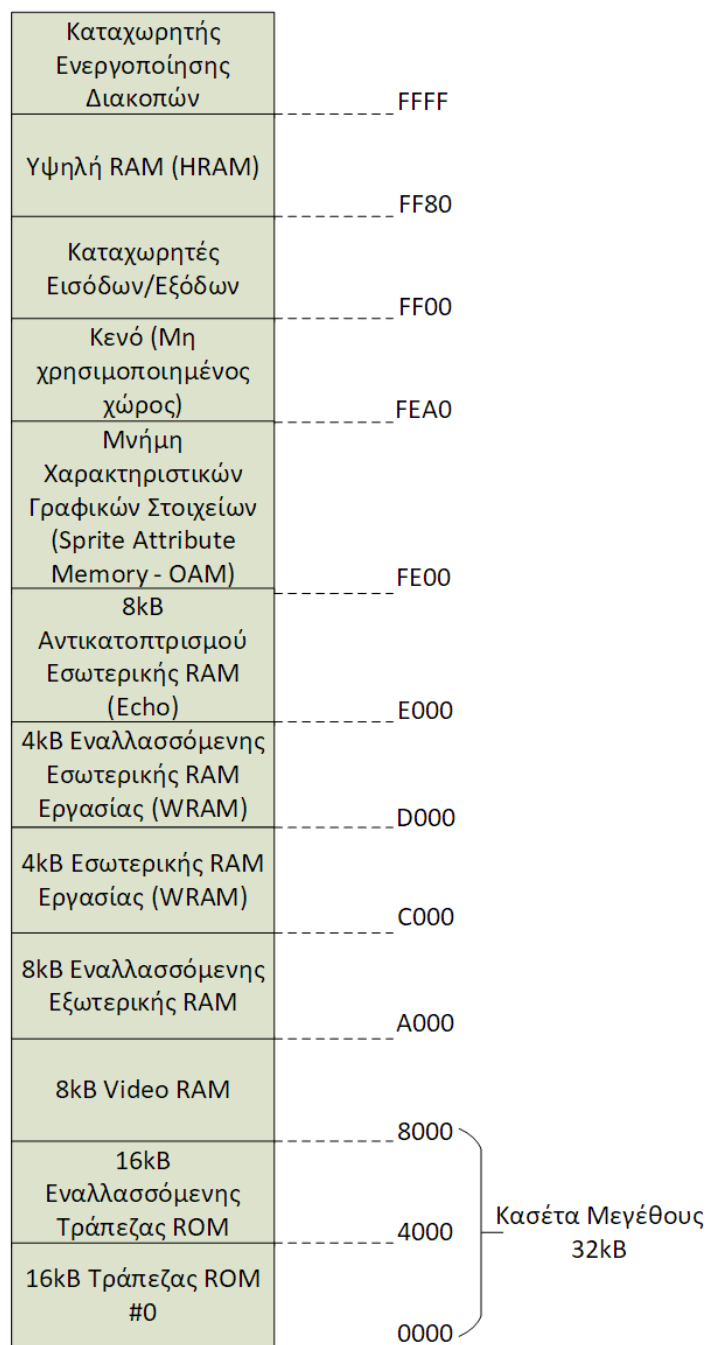 Καταχωρητής
Ενεργοποίησης
Διακοπών
FFFF
Υψηλή RAM (HRAM)
FF80
Καταχωρητές
Εισόδων/Εξόδων
FF00
Κενό (Μη
χρησιμοποιημένος
χώρος)
FEA0
Μνήμη
Χαρακτηριστικών
Γραφικών Στοιχείων
(Sprite Attribute
Memory - OAM)
FE00
8kB
Αντικατοπτρισμού
Εσωτερικής RAM
(Echo)
E000
4kB Εναλλασσόμενης
Εσωτερικής RAM
Εργασίας (WRAM)
D000
4kB Εσωτερικής RAM
Εργασίας (WRAM)
C000
8kB Εναλλασσόμενης
Εξωτερικής RAM
A000
8kB Video RAM
8000
16kB
Εναλλασσόμενης
Τράπεζας ROM
4000
Κασέτα Μεγέθους
32kB
16kB Τράπεζας ROM
#0
0000